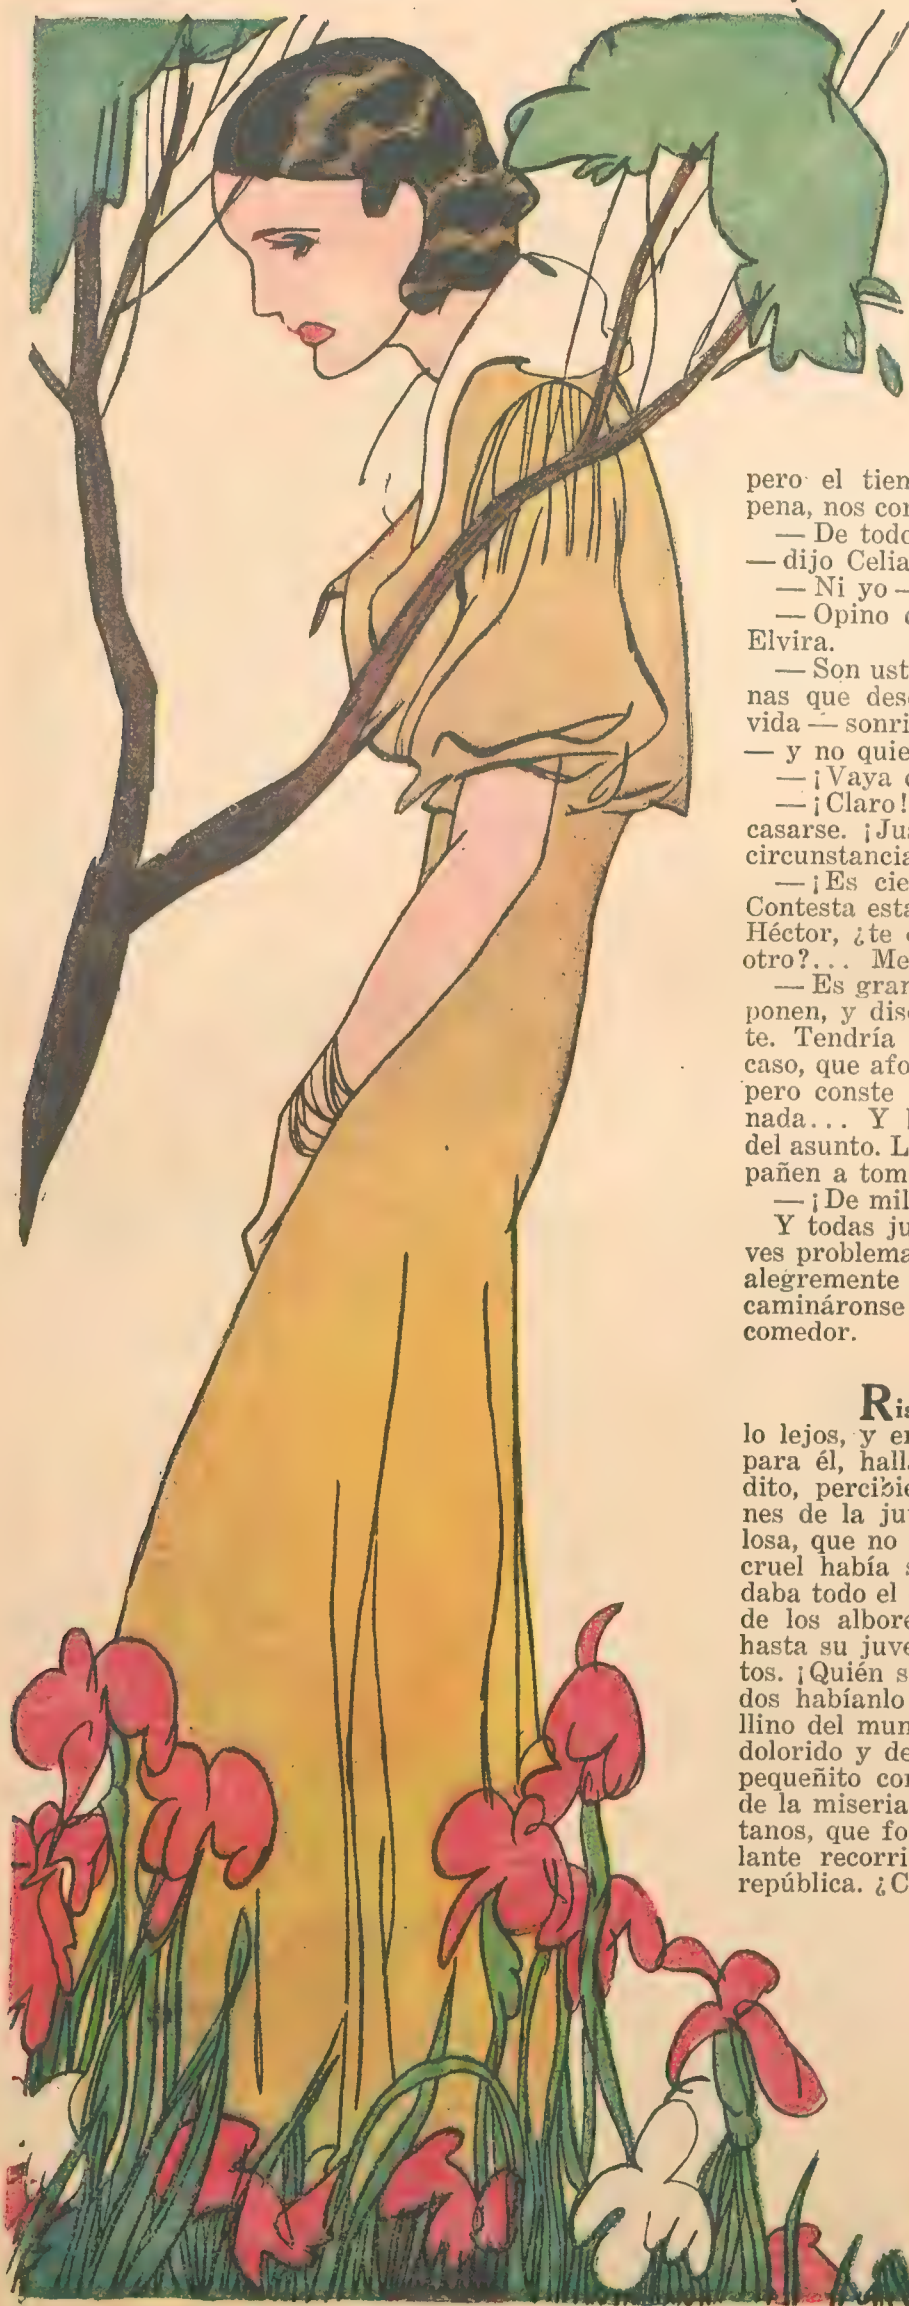 pero el tien
pena, nos con
— De todo
— dijo Celia
— Ni yo —
— Opino q
Elvira.
— Son ust
nas que dese
vida — sonri
— y no quie
— ¡Vaya c
— ¡Claro!
casarse. ¡Jus
circunstancia
— ¡Es cie
Contesta esta
Héctor, ¿te c
otro?... Me
— Es gran
ponen, y disc
te. Tendría
caso, que afo
pero conste
nada... Y l
del asunto. L
pañen a tom
— ¡De mil
Y todas ju
ves problema
alegremente
camináronse
comedor.
Ris
lo lejos, y en
para él, hall
dito, percibie
nes de la ju
losa, que no
cruel había s
daba todo el
de los albore
hasta su juve
tos. ¡Quién s
dos habíanlo
llino del mun
dolorido y de
pequeñito con
de la miseria
tanos, que fo
lante recorri
república. ¿C